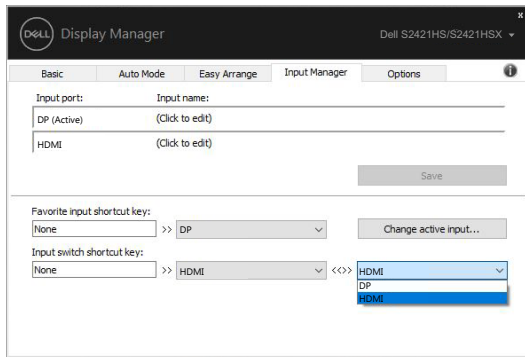 DELL Display Manager Dell S2421HS/S2421HSX
x
Basic Auto Mode Easy Arrange Input Manager Options i
Input port: Input name:
DP (Active) (Click to edit)
HDMI (Click to edit)
Save
Favorite input shortcut key:
None >> DP Change active input...
Input switch shortcut key:
None >> HDMI <<>> HDMI
DP
HDMI